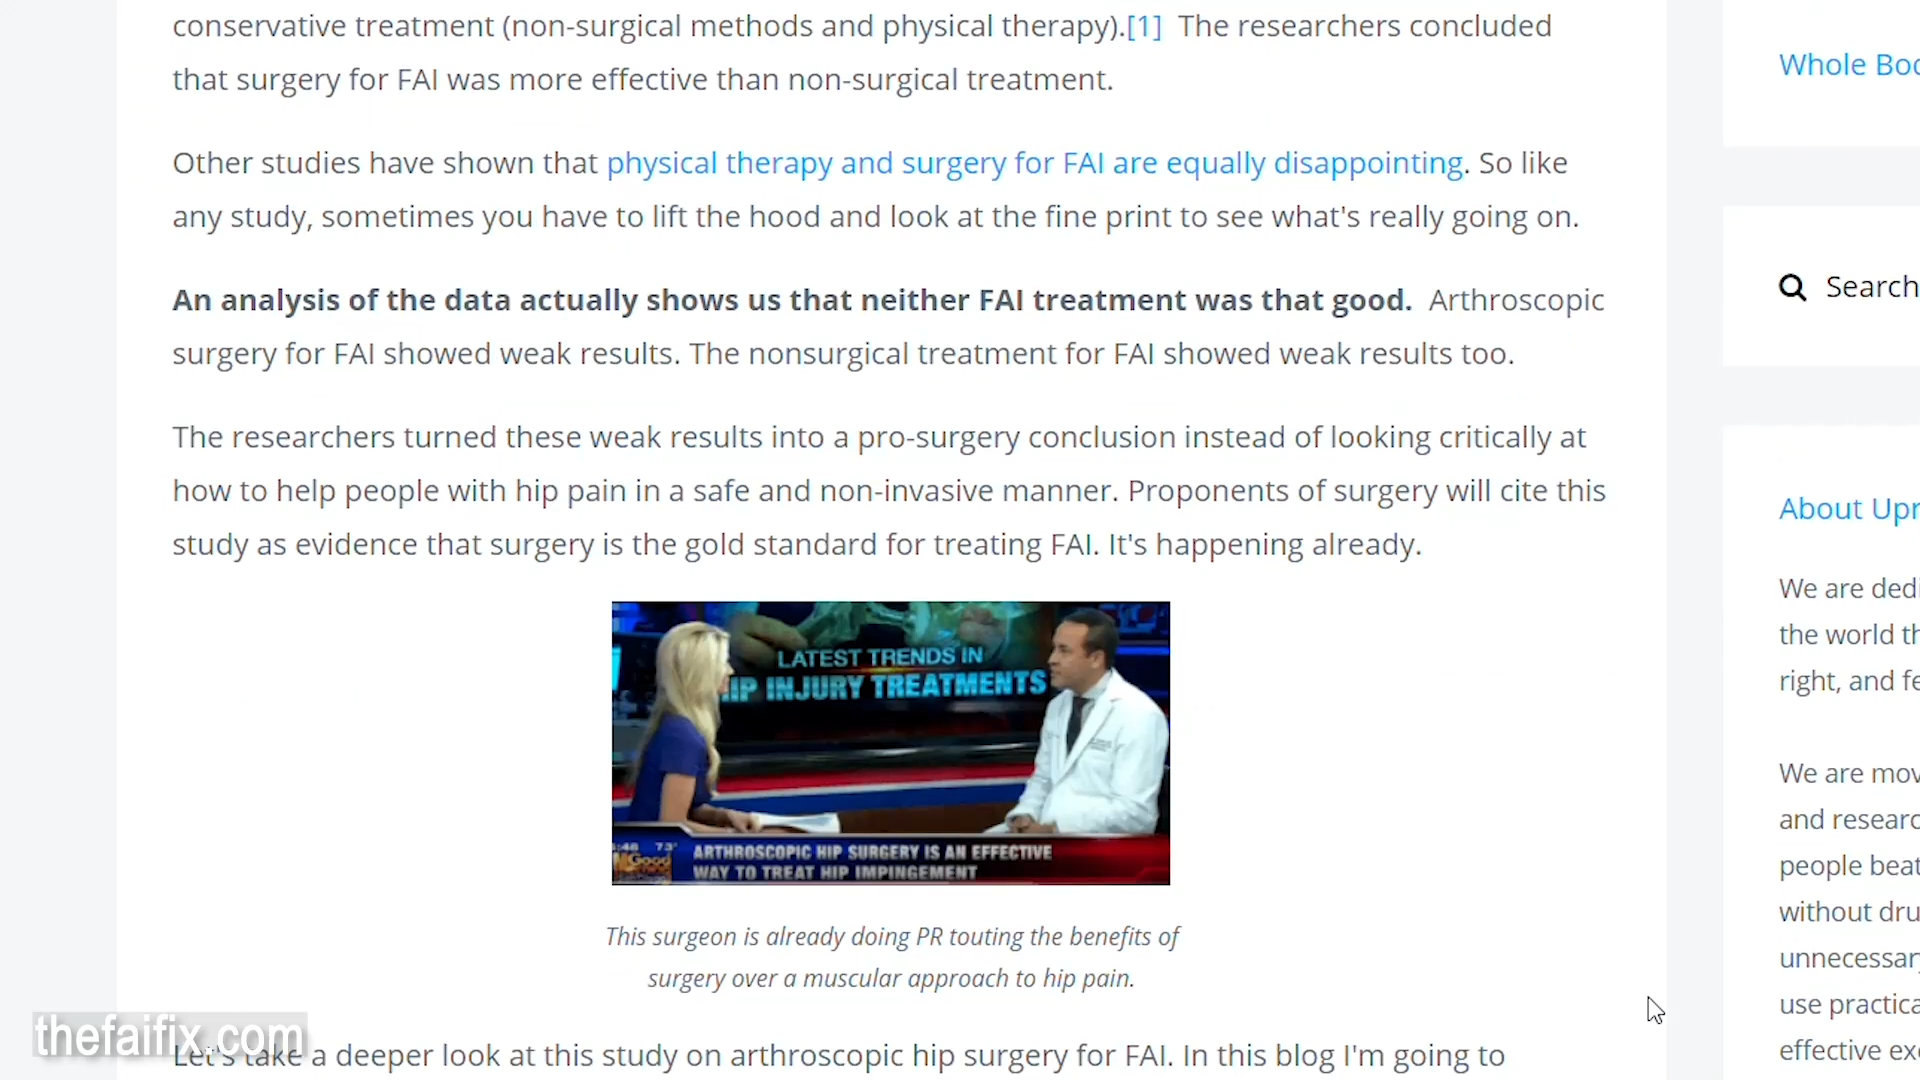 conservative treatment (non-surgical methods and physical therapy).[1] The researchers concluded
that surgery for FAI was more effective than non-surgical treatment.
Other studies have shown that physical therapy and surgery for FAI are equally disappointing. So like
any study, sometimes you have to lift the hood and look at the fine print to see what's really going on.
An analysis of the data actually shows us that neither FAI treatment was that good. Arthroscopic
surgery for FAI showed weak results. The nonsurgical treatment for FAI showed weak results too.
The researchers turned these weak results into a pro-surgery conclusion instead of looking critically at
how to help people with hip pain in a safe and non-invasive manner. Proponents of surgery will cite this
study as evidence that surgery is the gold standard for treating FAI. It's happening already.
LATEST TRENDS IN
IP INJURY TREATMENTS
:46 73°
Good
ARTHROSCOPIC HIP SURGERY IS AN EFFECTIVE
WAY TO TREAT HIP IMPINGEMENT
This surgeon is already doing PR touting the benefits of
surgery over a muscular approach to hip pain.
Let's take a deeper look at this study on arthroscopic hip surgery for FAI. In this blog I'm going to
thefaifix.com
Whole Boo
Search
About Upr
We are dedi
the world th
right, and fe
We are mov
and researc
people beat
without dru
unnecessary
use practica
effective ex